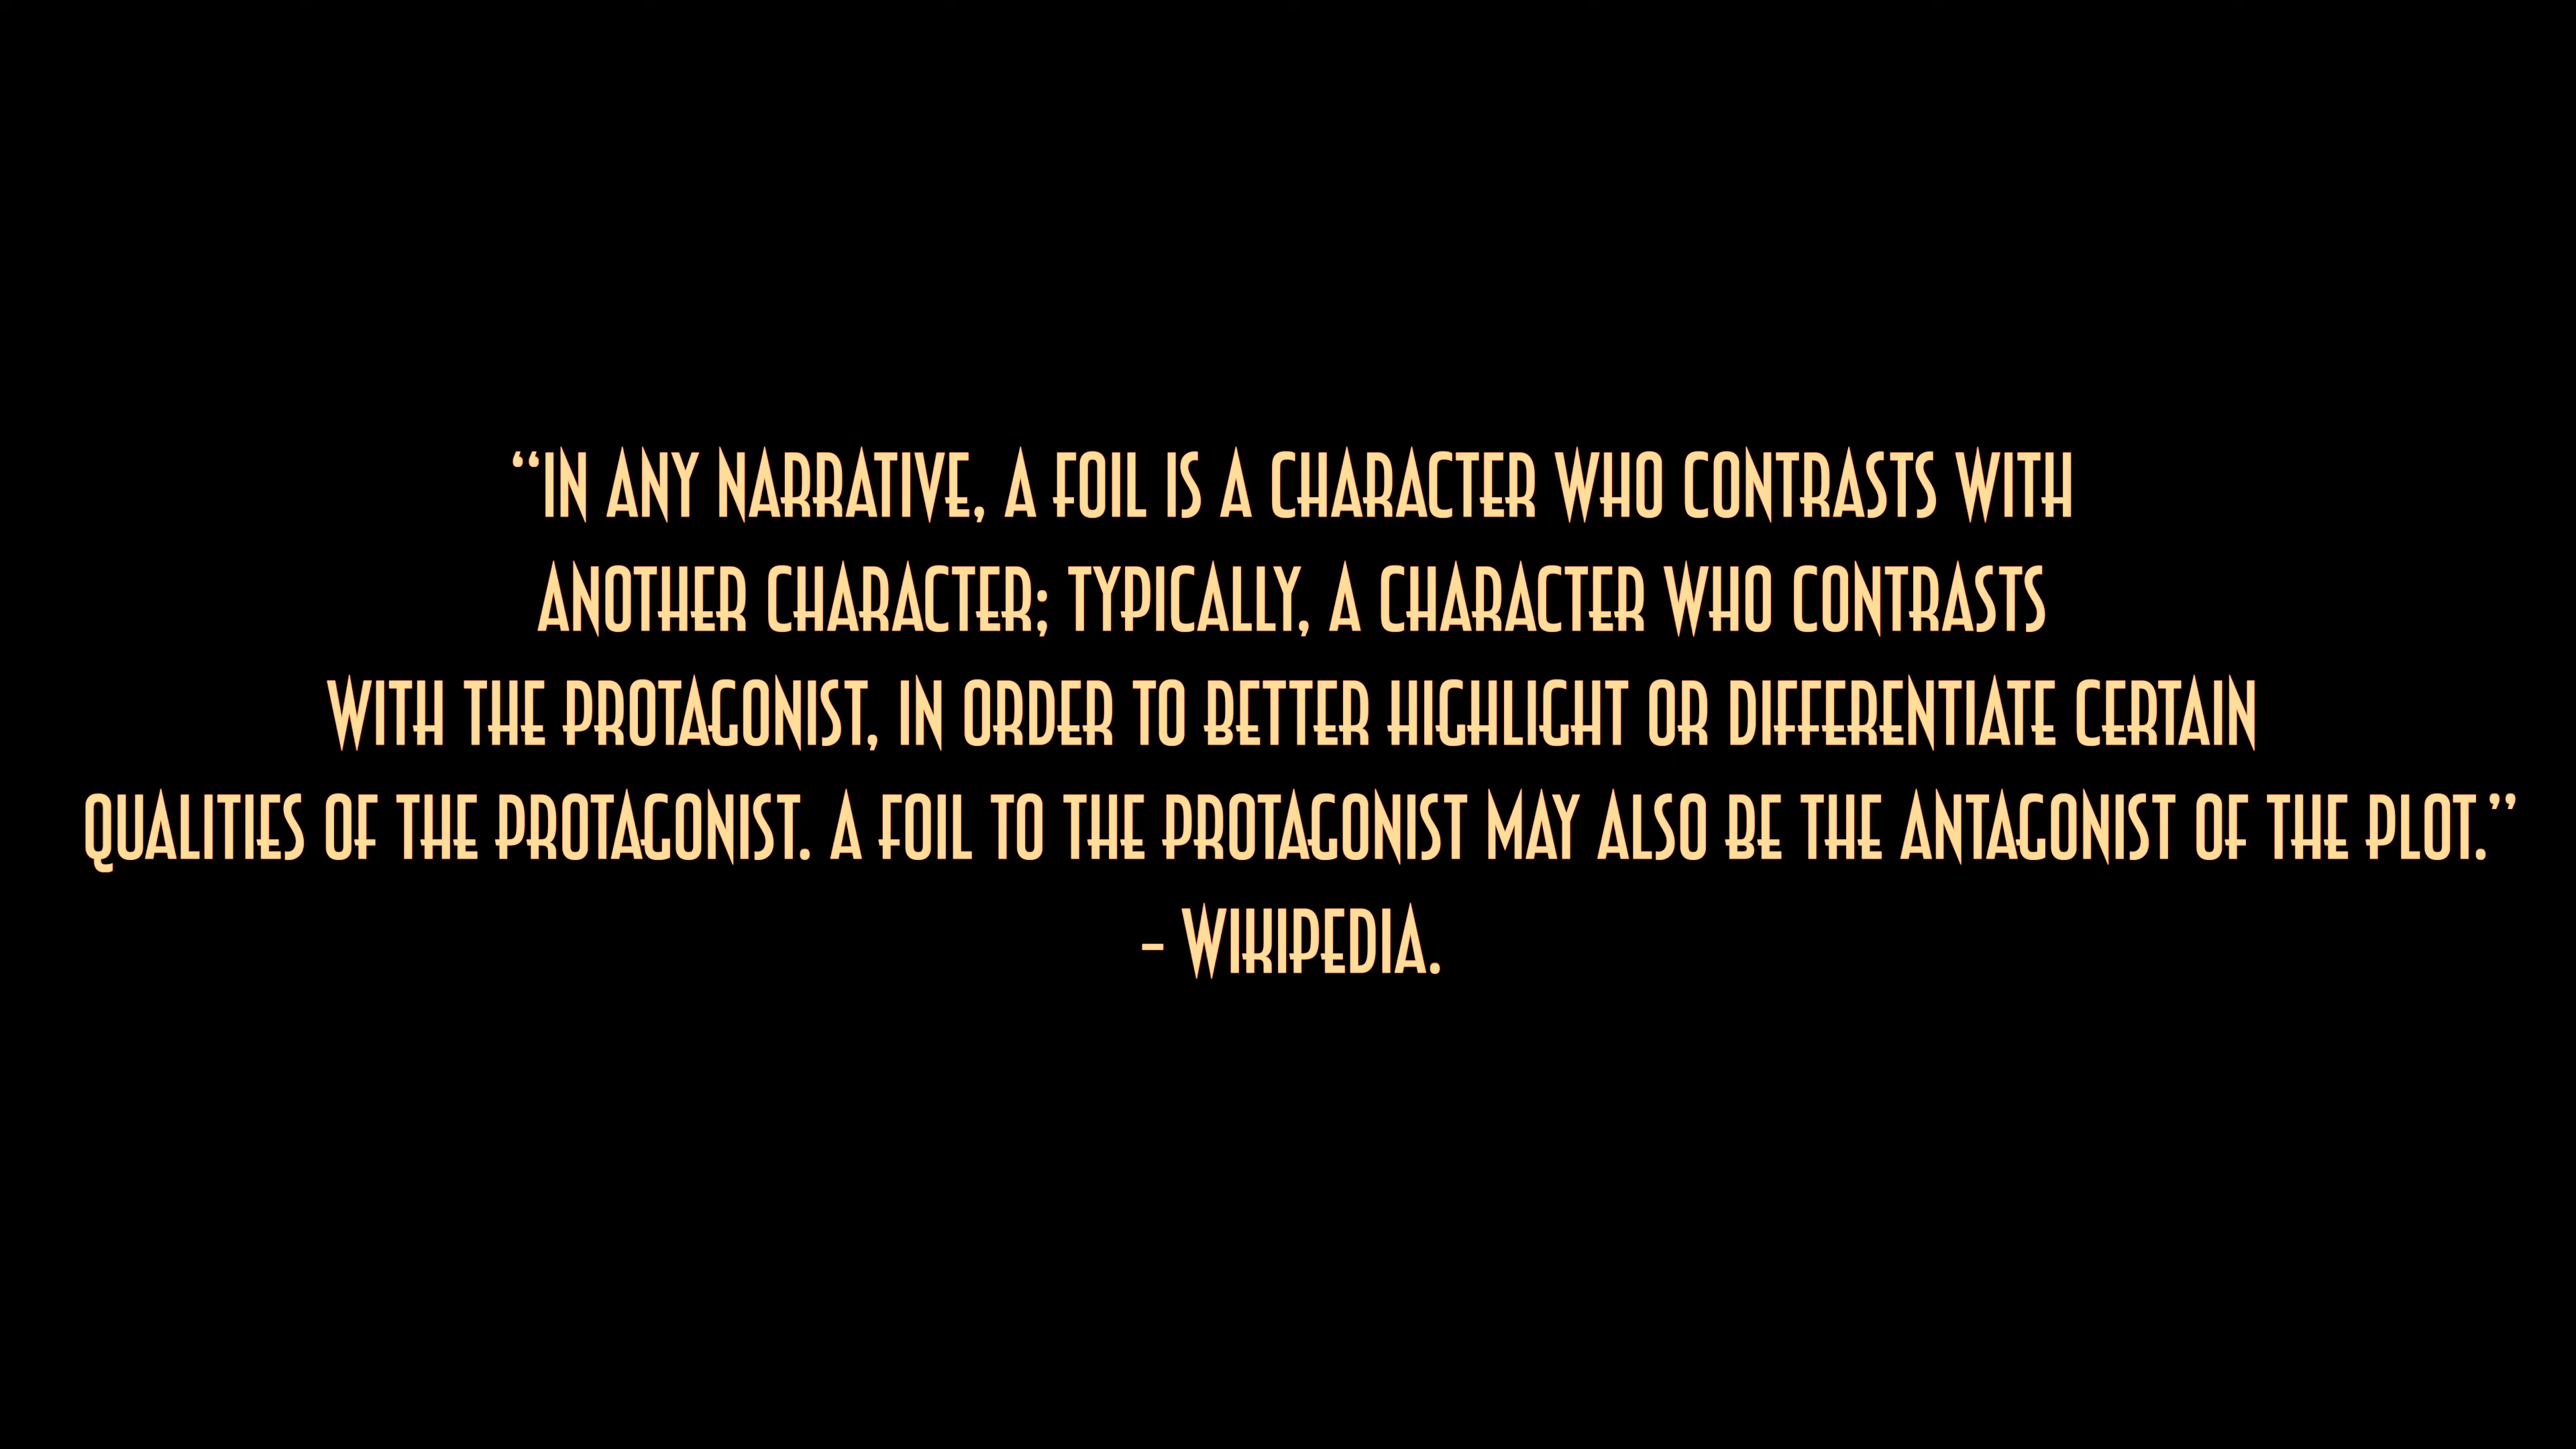 “IN ANY NARRATIVE, A FOIL IS A CHARACTER WHO CONTRASTS WITH
ANOTHER CHARACTER; TYPICALLY, A CHARACTER WHO CONTRASTS
WITH THE PROTAGONIST, IN ORDER TO BETTER HIGHLIGHT OR DIFFERENTIATE CERTAIN
QUALITIES OF THE PROTAGONIST. A FOIL TO THE PROTAGONIST MAY ALSO BE THE ANTAGONIST OF THE PLOT.”
- WIKIPEDIA.